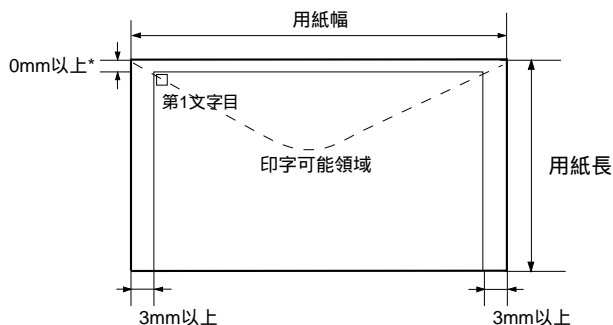 用紙幅
0mm以上*
第1文字目
印字可能領域
用紙長
3mm以上
3mm以上